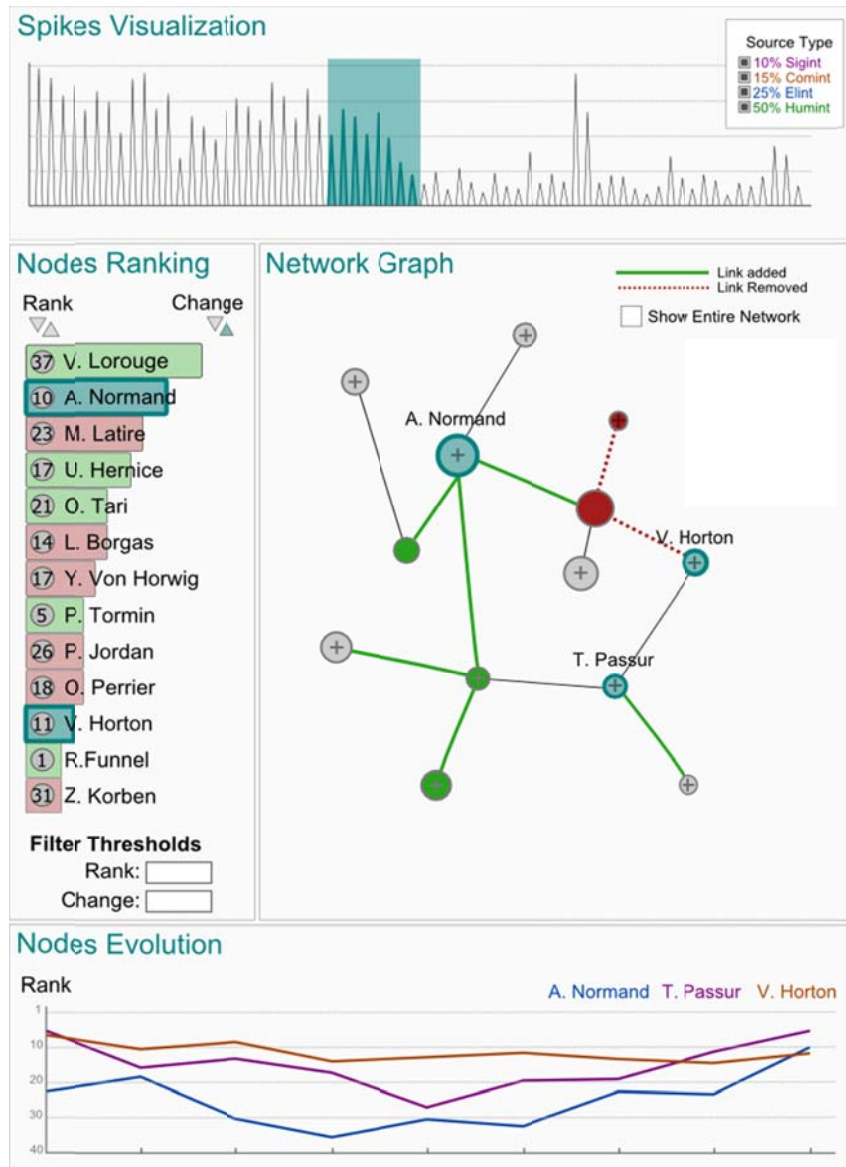 Spikes Visualization
Source Type
10% Sigint
15% Comint
25% Elint
50% Humint
Nodes Ranking
Rank Change
37 V. Lorouge
10 A. Normand
23 M. Latire
17 U. Hernice
21 O. Tari
14 L. Borgas
17 Y. Von Horwig
5 P. Tormin
26 P. Jordan
18 O. Perrier
11 V. Horton
1 R.Funnel
31 Z. Korben
Filter Thresholds
Rank:
Change:
Network Graph
Link added
Link Removed
Show Entire Network
A. Normand
V. Horton
T. Passur
Nodes Evolution
Rank
A. Normand T. Passur V. Horton
1
10
20
30
40